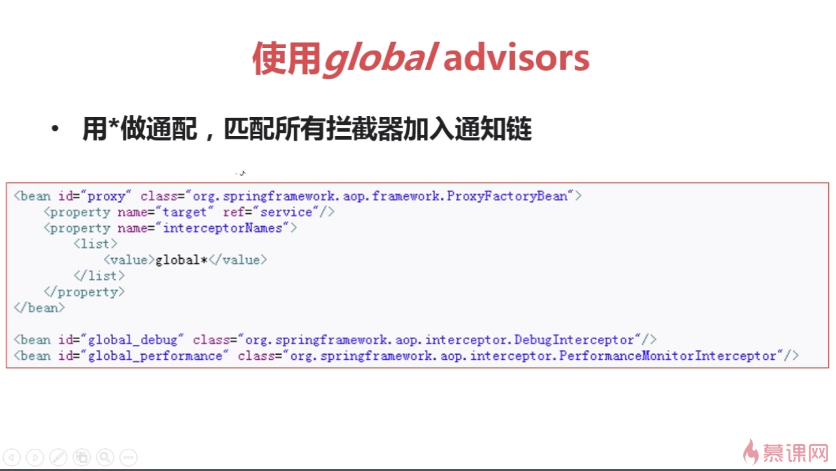 使用global advisors
• 用*做通配，匹配所有拦截器加入通知链
<bean id="proxy" class="org.springframework.aop.framework.ProxyFactoryBean">
    <property name="target" ref="service"/>
    <property name="interceptorNames">
        <list>
            <value>global*</value>
        </list>
    </property>
</bean>
<bean id="global_debug" class="org.springframework.aop.interceptor.DebugInterceptor"/>
<bean id="global_performance" class="org.springframework.aop.interceptor.PerformanceMonitorInterceptor"/>
慕课网